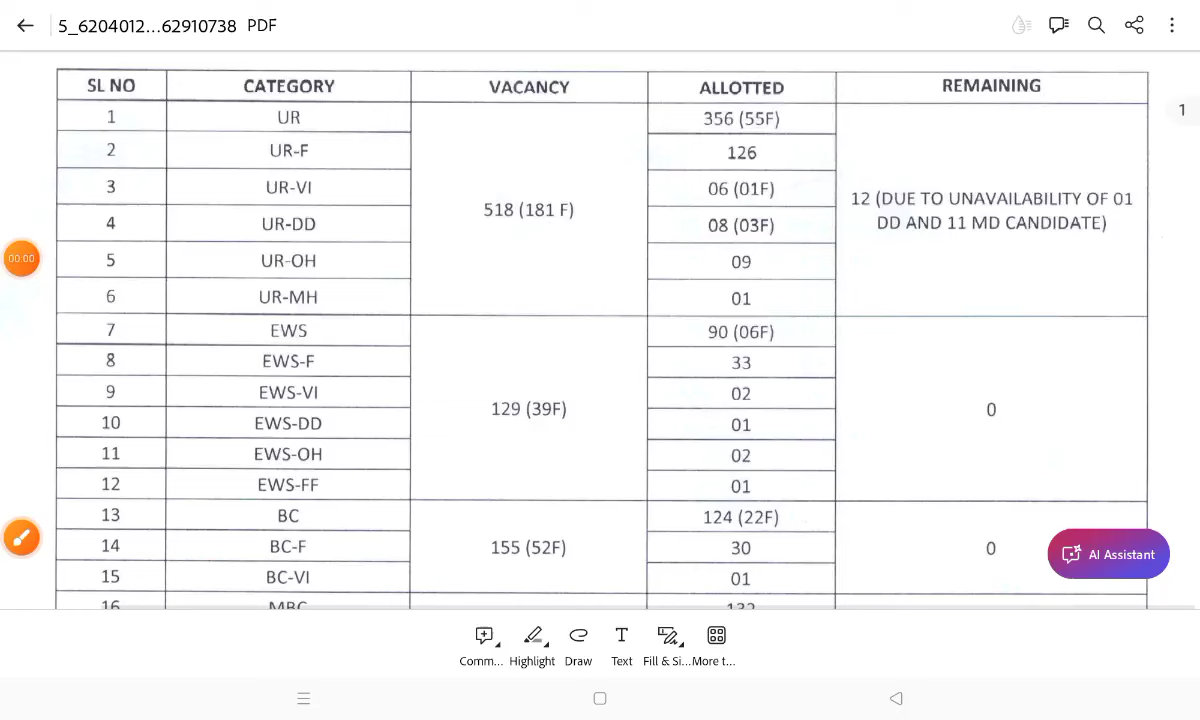 5_6204012...62910738 PDF
SL NO CATEGORY VACANCY ALLOTTED REMAINING
1
1 UR 518 (181 F) 356 (55F) 12 (DUE TO UNAVAILABILITY OF 01
DD AND 11 MD CANDIDATE)
2 UR-F 126
3 UR-VI 06 (01F)
4 UR-DD 08 (03F)
5 UR-OH 09
6 UR-MH 01
7 EWS 129 (39F) 90 (06F) 0
8 EWS-F 33
9 EWS-VI 02
10 EWS-DD 01
11 EWS-OH 02
12 EWS-FF 01
13 BC 155 (52F) 124 (22F) 0
14 BC-F 30
15 BC-VI 01
16 MBC 132
00:00
AI Assistant
Comm... Highlight Draw Text Fill & Si... More t...